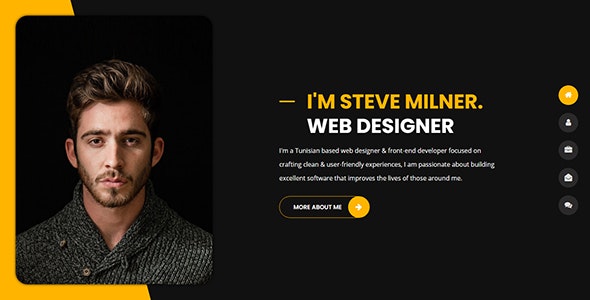 I'M STEVE MILNER.
WEB DESIGNER
I'm a Tunisian based web designer & front‑end developer focused on
crafting clean & user‑friendly experiences, I am passionate about building
excellent software that improves the lives of those around me.
MORE ABOUT ME